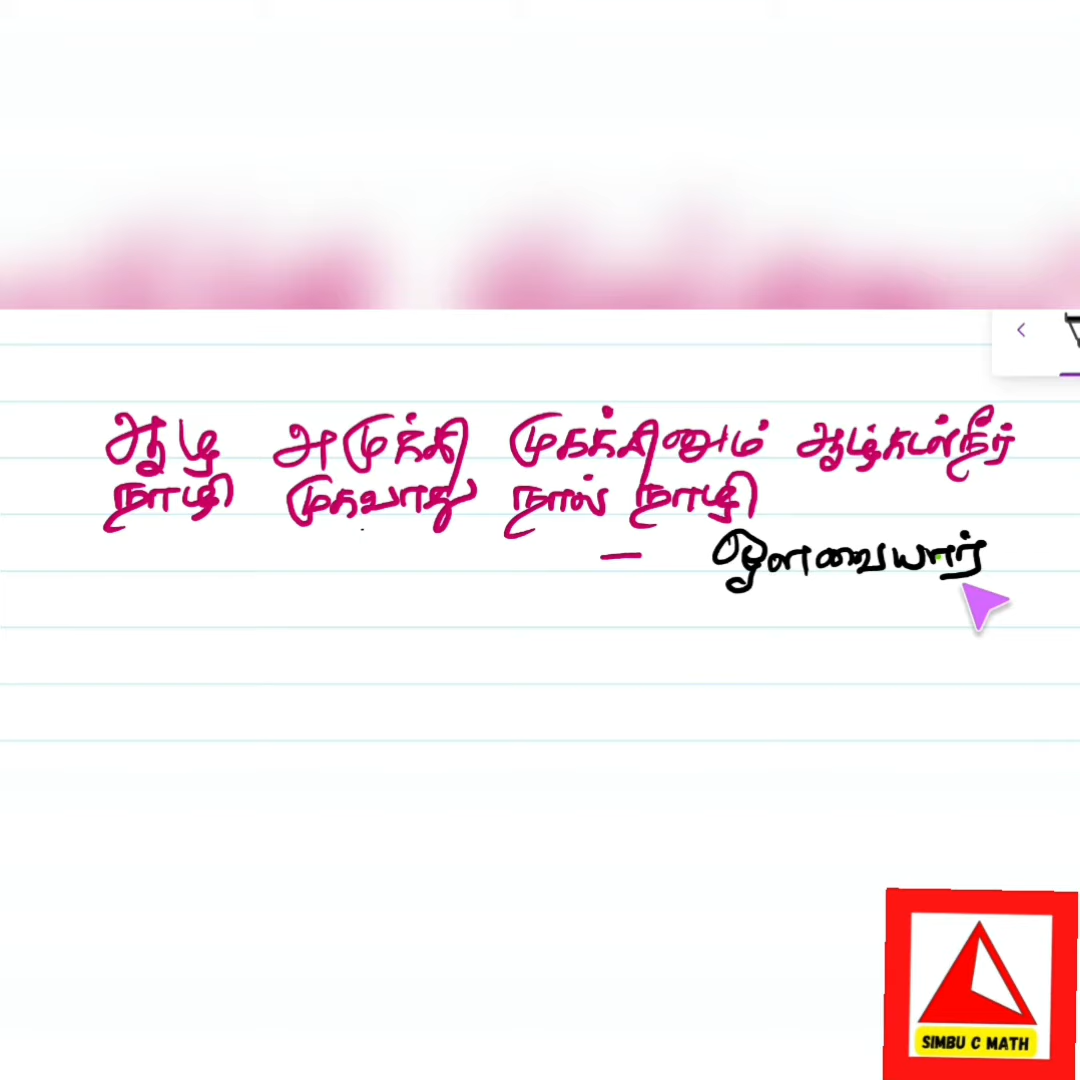 ஆழ அமுக்கி முகக்கினும் ஆழ்கடல்நீர்
நாழி முகவாது நால் நாழி
— ஔவையார்
SIMBU C MATH